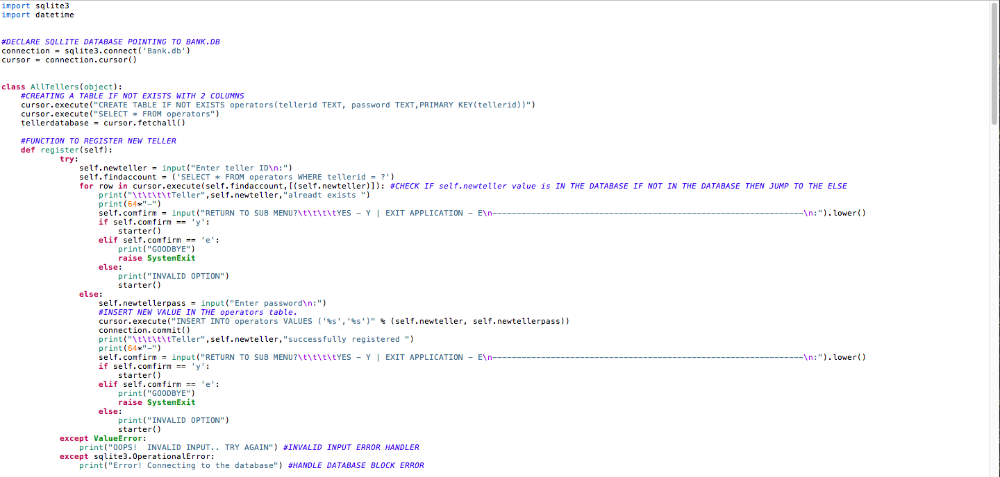 import sqlite3
import datetime
#DECLARE SQLLITE DATABASE POINTING TO BANK.DB
connection = sqlite3.connect('Bank.db')
cursor = connection.cursor()
class AllTellers(object):
    #CREATING A TABLE IF NOT EXISTS WITH 2 COLUMNS
    cursor.execute("CREATE TABLE IF NOT EXISTS operators(tellerid TEXT, password TEXT,PRIMARY KEY(tellerid))")
    cursor.execute("SELECT * FROM operators")
    tellerdatabase = cursor.fetchall()
    #FUNCTION TO REGISTER NEW TELLER
    def register(self):
            try:
                self.newteller = input("Enter teller ID\n:")
                self.findaccount = ('SELECT * FROM operators WHERE tellerid = ?')
                for row in cursor.execute(self.findaccount,[(self.newteller)]): #CHECK IF self.newteller value is IN THE DATABASE IF NOT IN THE DATABASE THEN JUMP TO THE ELSE
                    print("\t\t\t\tTeller",self.newteller,"alreadt exists ")
                    print(64*"-")
                    self.comfirm = input("RETURN TO SUB MENU?\t\t\t\tYES - Y | EXIT APPLICATION - E\n----------------------------------------------------------------\n:").lower()
                    if self.comfirm == 'y':
                        starter()
                    elif self.comfirm == 'e':
                        print("GOODBYE")
                        raise SystemExit
                    else:
                        print("INVALID OPTION")
                        starter()
                else:
                    self.newtellerpass = input("Enter password\n:")
                    #INSERT NEW VALUE IN THE operators table.
                    cursor.execute("INSERT INTO operators VALUES ('%s','%s')" % (self.newteller, self.newtellerpass))
                    connection.commit()
                    print("\t\t\t\tTeller",self.newteller,"successfully registered ")
                    print(64*"-")
                    self.comfirm = input("RETURN TO SUB MENU?\t\t\t\tYES - Y | EXIT APPLICATION - E\n----------------------------------------------------------------\n:").lower()
                    if self.comfirm == 'y':
                        starter()
                    elif self.comfirm == 'e':
                        print("GOODBYE")
                        raise SystemExit
                    else:
                        print("INVALID OPTION")
                        starter()
            except ValueError:
                print("OOPS!  INVALID INPUT.. TRY AGAIN") #INVALID INPUT ERROR HANDLER
            except sqlite3.OperationalError:
                print("Error! Connecting to the database") #HANDLE DATABASE BLOCK ERROR